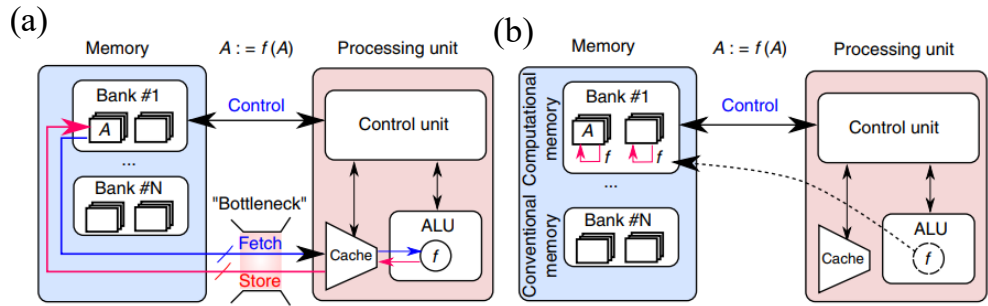 (a)
Memory
A := f (A)
Processing unit
Bank #1
A
Control
Control unit
...
Bank #N
"Bottleneck"
Fetch
Store
Cache
ALU
f
(b)
Memory
A := f (A)
Processing unit
Computational
memory
Bank #1
A
f
f
Control
Control unit
...
Conventional
memory
Bank #N
Cache
ALU
f